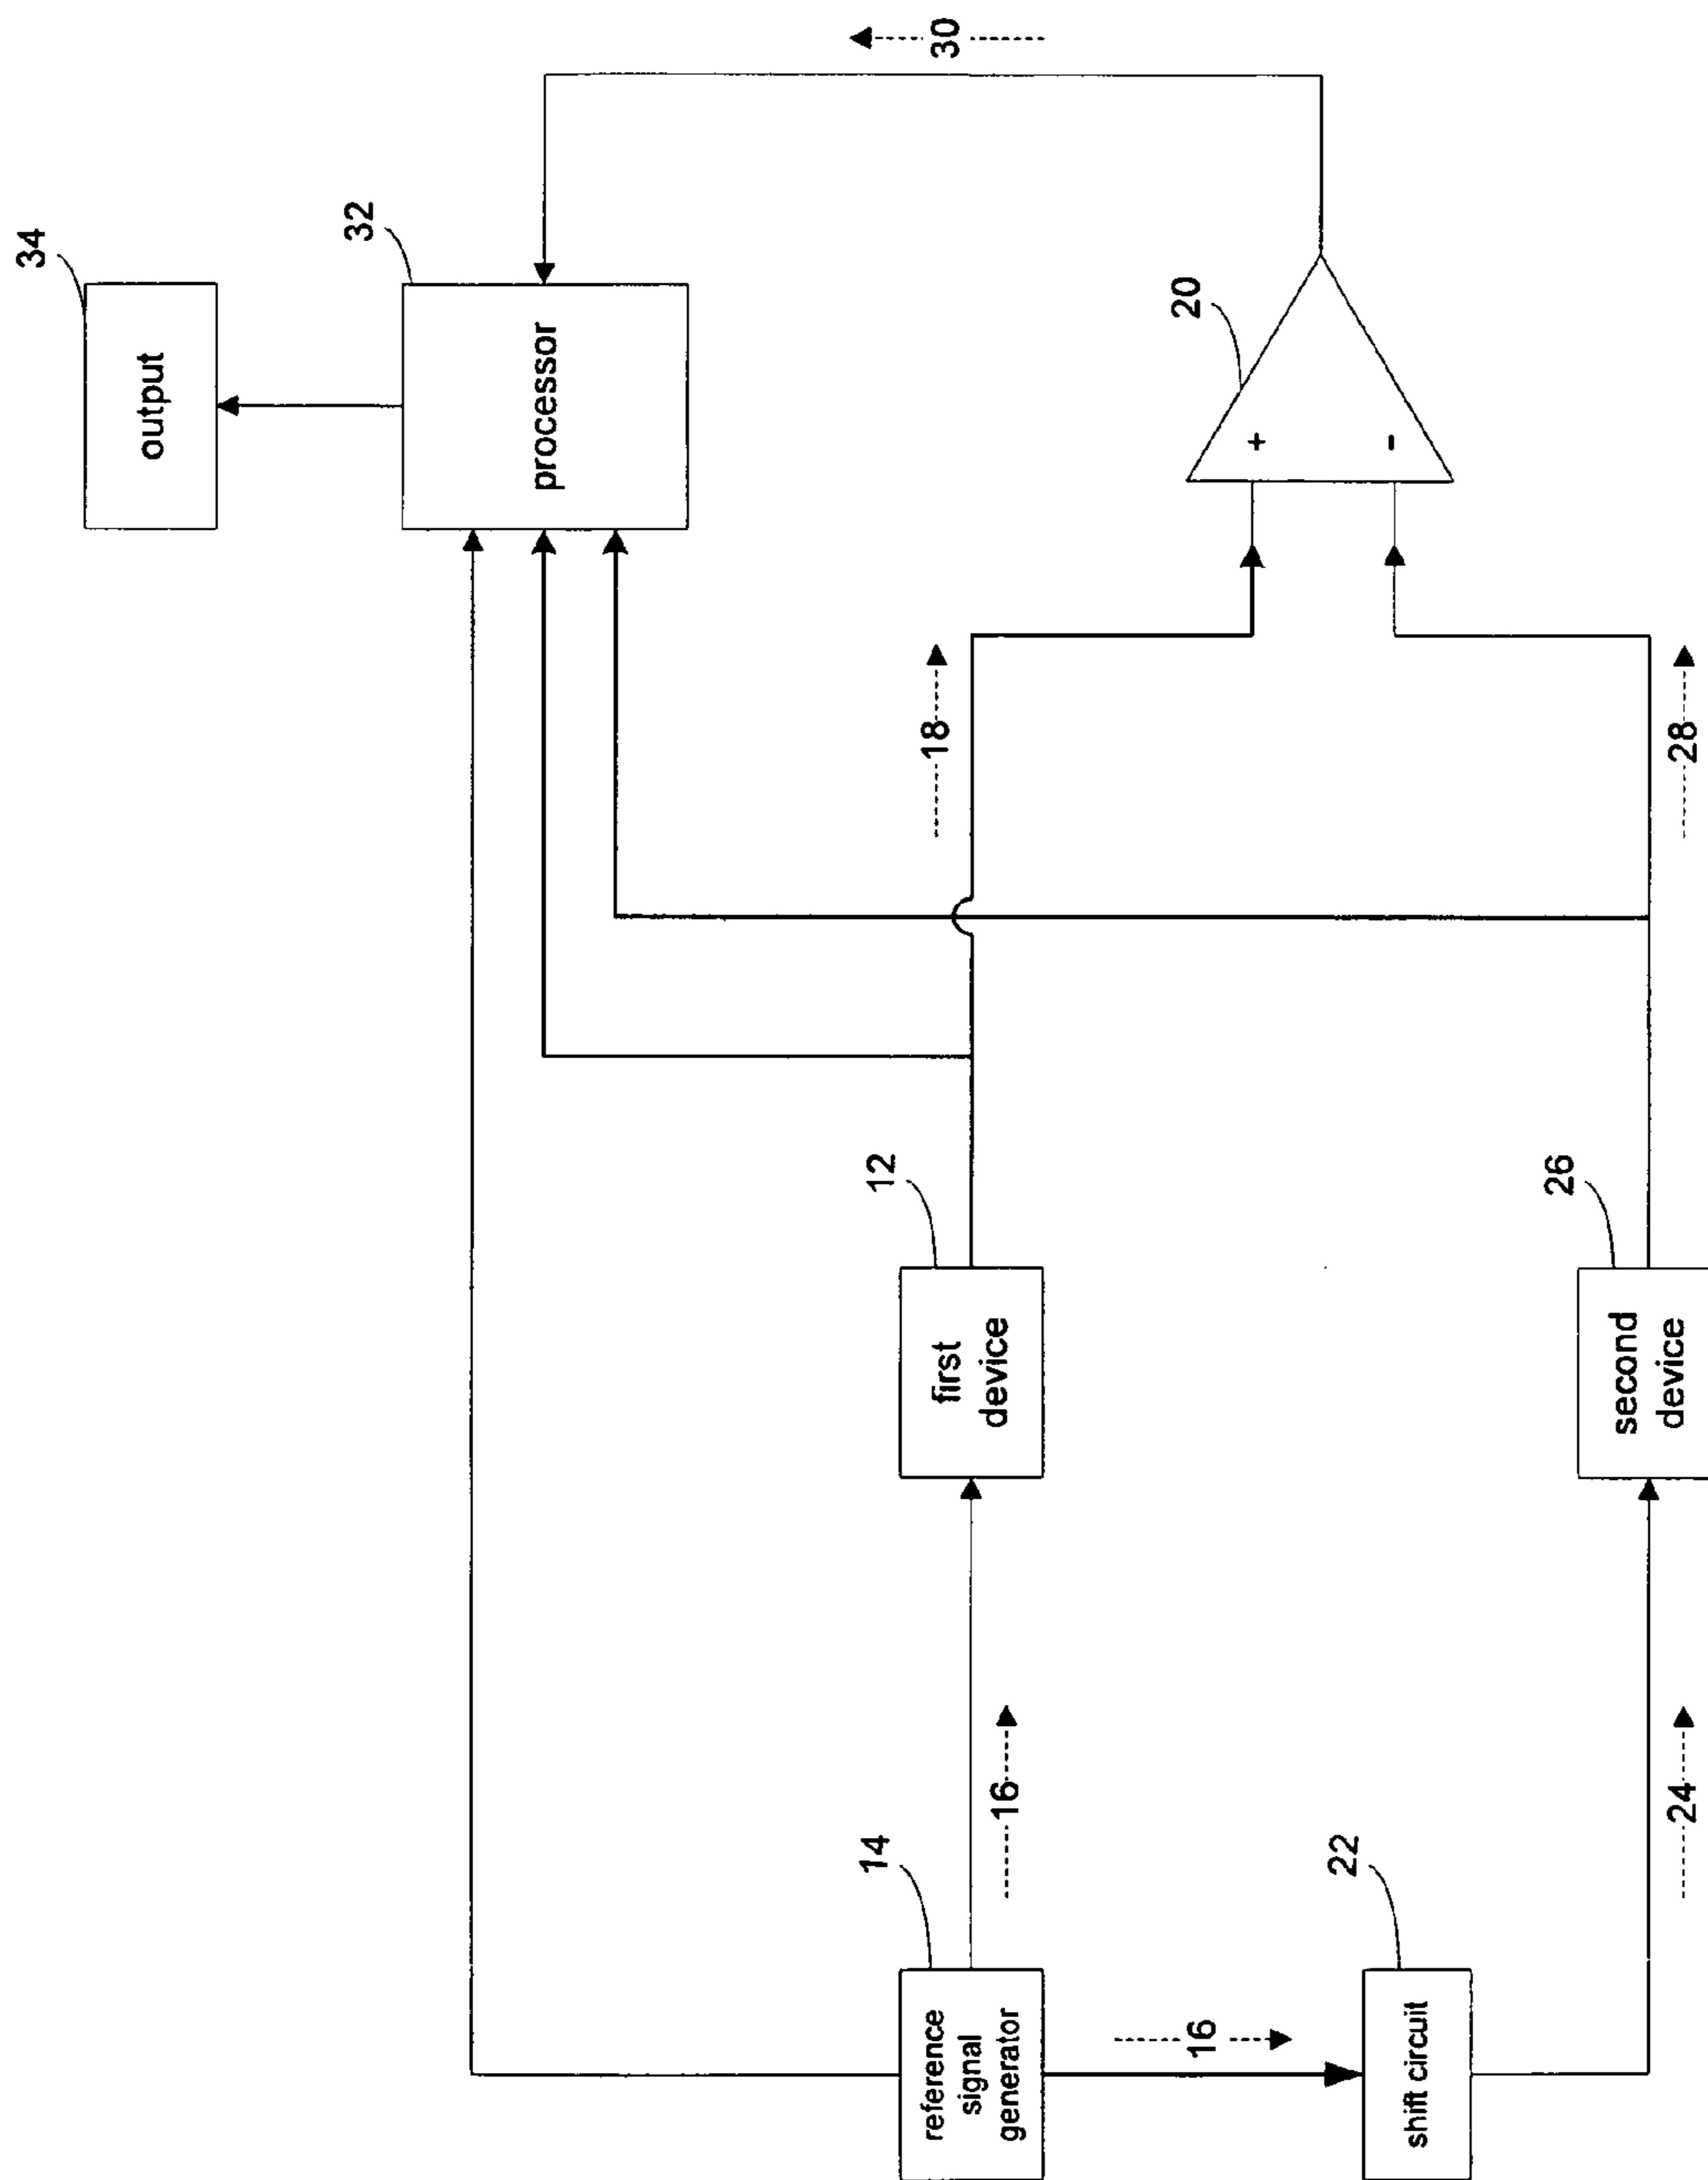 34
output
32
processor
30
20
+
-
18
28
12
first
device
26
second
device
14
reference
signal
generator
16
16
22
shift circuit
24